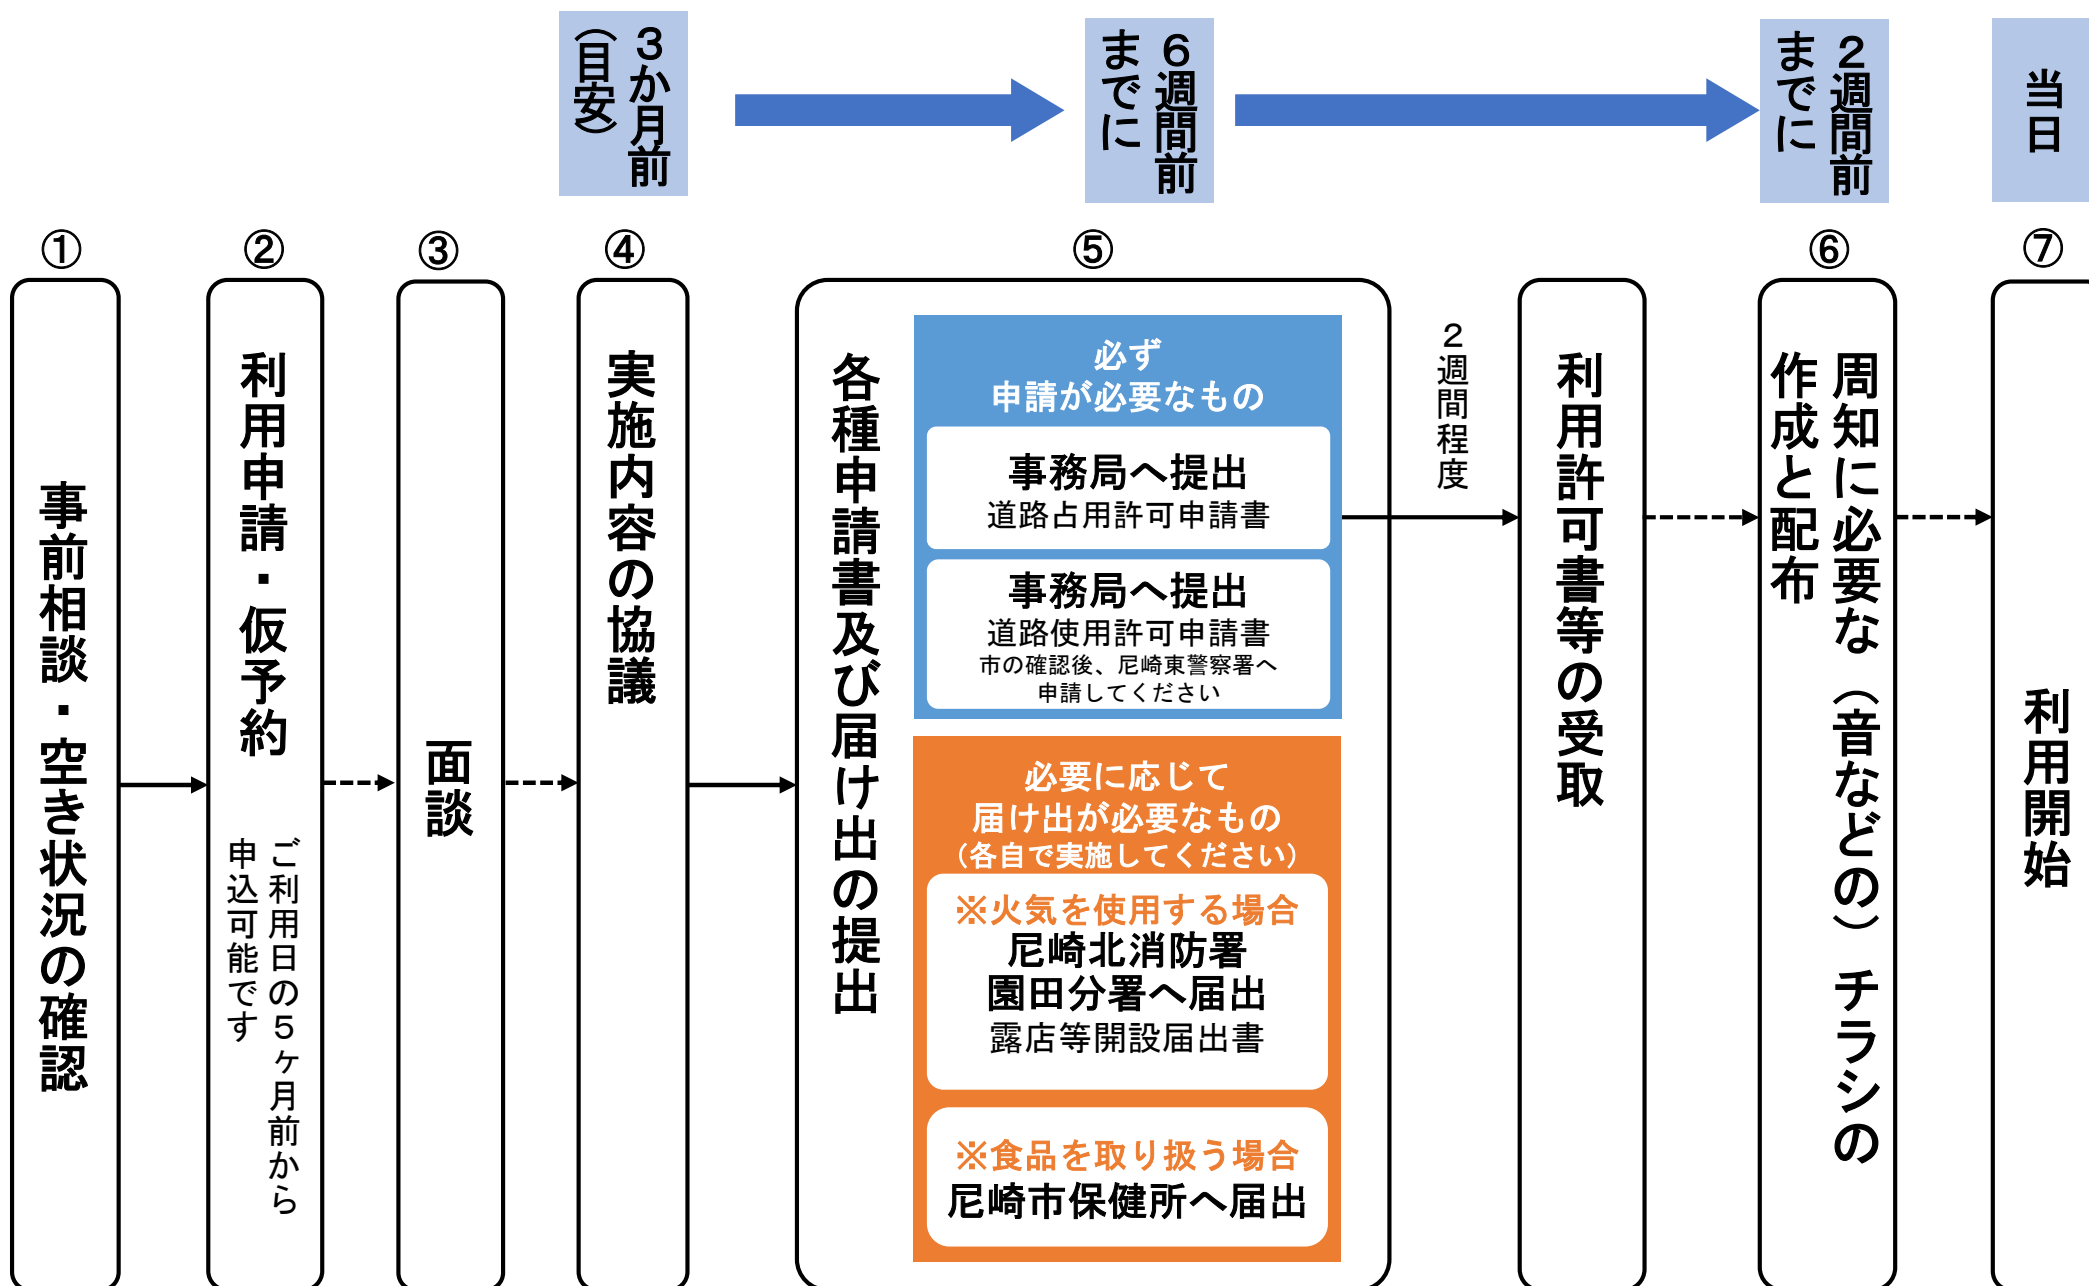 ３か月前
（目安）
６週間前
までに
２週間前
までに
当日
①
事前相談・空き状況の確認
②
利用申請・仮予約
ご利用日の５ヶ月前から
申込可能です
③
面談
④
実施内容の協議
⑤
各種申請書及び届け出の提出
必ず
申請が必要なもの
事務局へ提出
道路占用許可申請書
事務局へ提出
道路使用許可申請書
市の確認後、尼崎東警察署へ
申請してください
必要に応じて
届け出が必要なもの
（各自で実施してください）
※火気を使用する場合
尼崎北消防署
園田分署へ届出
露店等開設届出書
※食品を取り扱う場合
尼崎市保健所へ届出
２週間程度
利用許可書等の受取
⑥
周知に必要な（音などの）チラシの
作成と配布
⑦
利用開始